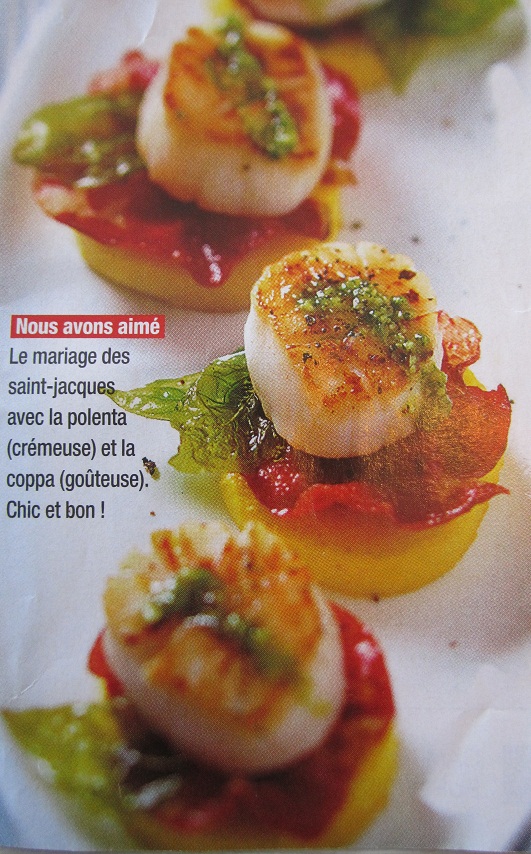 Nous avons aimé
Le mariage des
saint-jacques
avec la polenta
(crémeuse) et la
coppa (goûteuse).
Chic et bon !